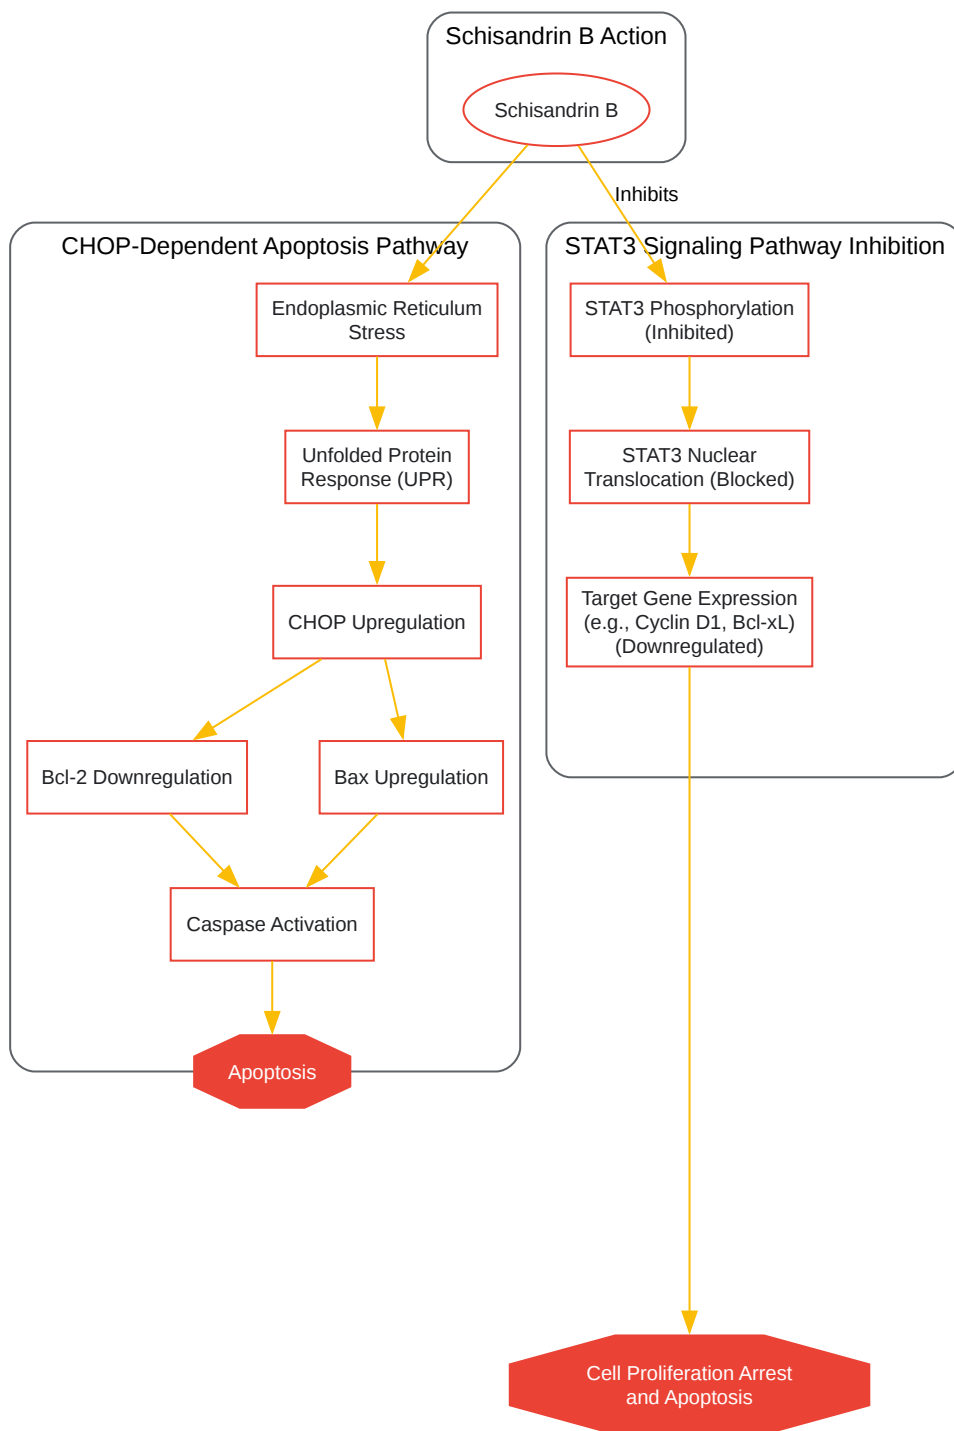 Schisandrin B Action
Schisandrin B
Inhibits
CHOP-Dependent Apoptosis Pathway
Endoplasmic Reticulum
Stress
Unfolded Protein
Response (UPR)
CHOP Upregulation
Bcl-2 Downregulation
Bax Upregulation
Caspase Activation
Apoptosis
STAT3 Signaling Pathway Inhibition
STAT3 Phosphorylation
(Inhibited)
STAT3 Nuclear
Translocation (Blocked)
Target Gene Expression
(e.g., Cyclin D1, Bcl-xL)
(Downregulated)
Cell Proliferation Arrest
and Apoptosis